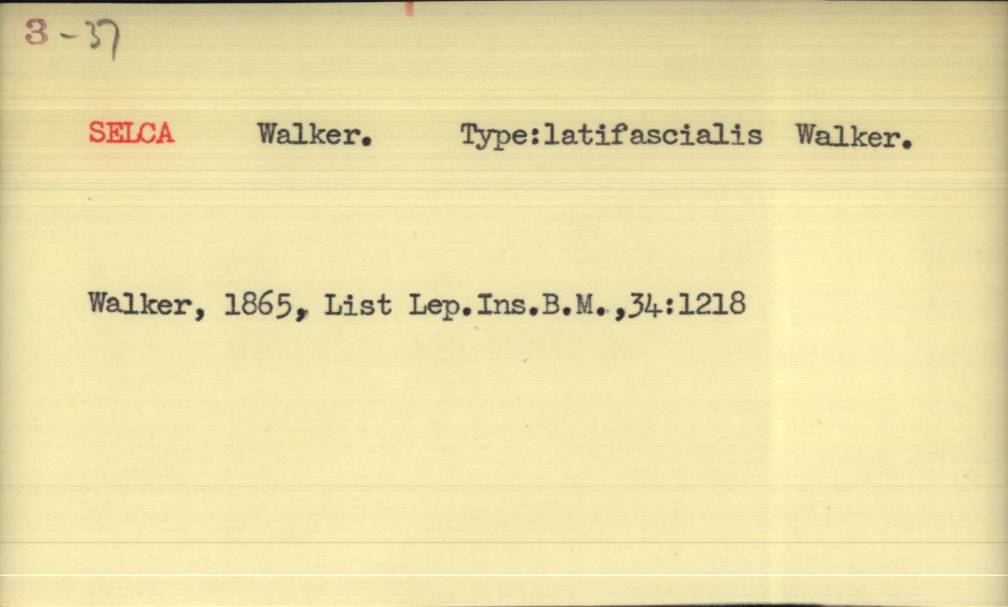 3-37
SELCA Walker. Type:latifascialis Walker.
Walker, 1865, List Lep.Ins.B.M.,34:1218